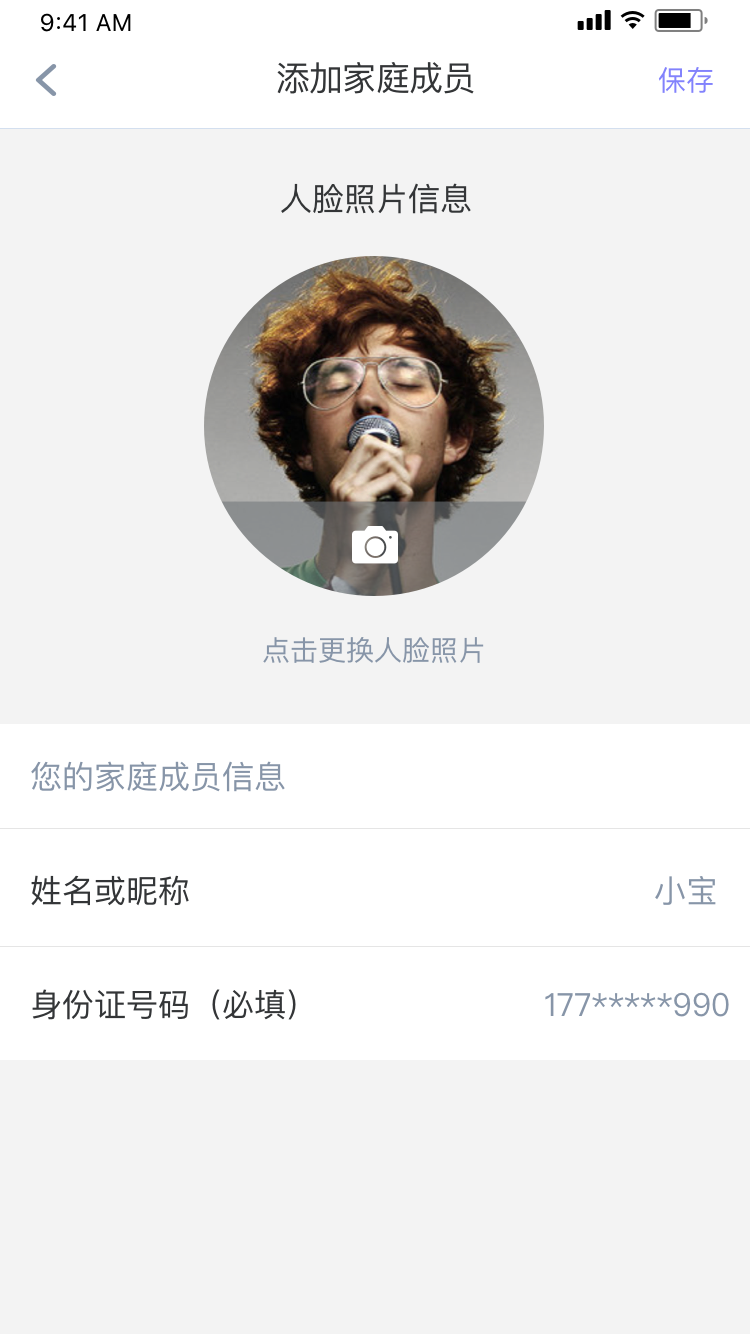 9:41 AM
添加家庭成员
保存
人脸照片信息
点击更换人脸照片
您的家庭成员信息
姓名或昵称
小宝
身份证号码（必填）
177*****990